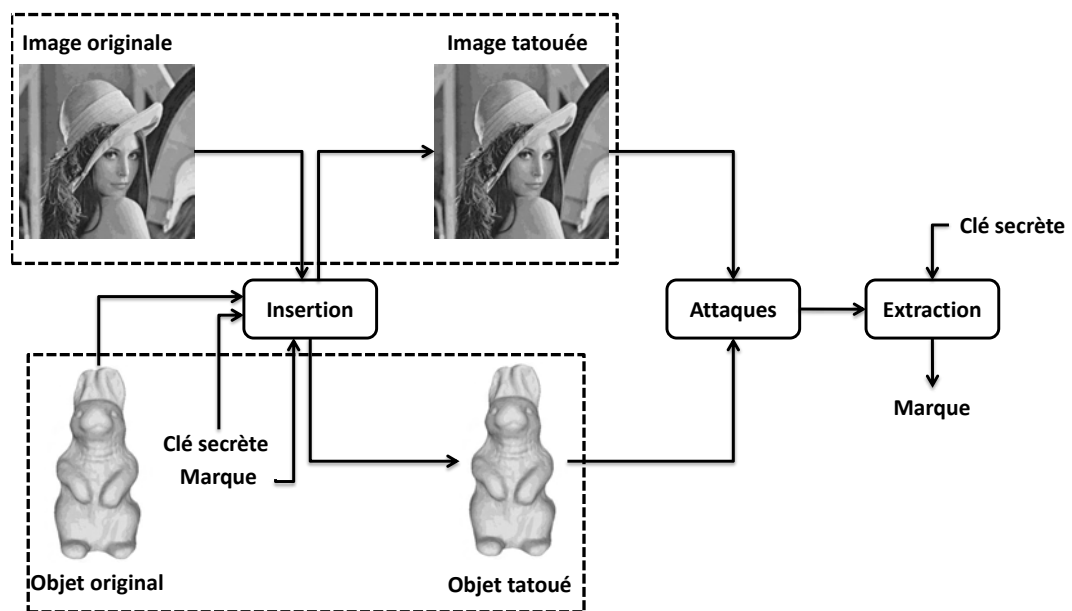 Image originale
Image tatouée
Clé secrète
Insertion
Attaques
Extraction
Marque
Clé secrète
Marque
Objet original
Objet tatoué